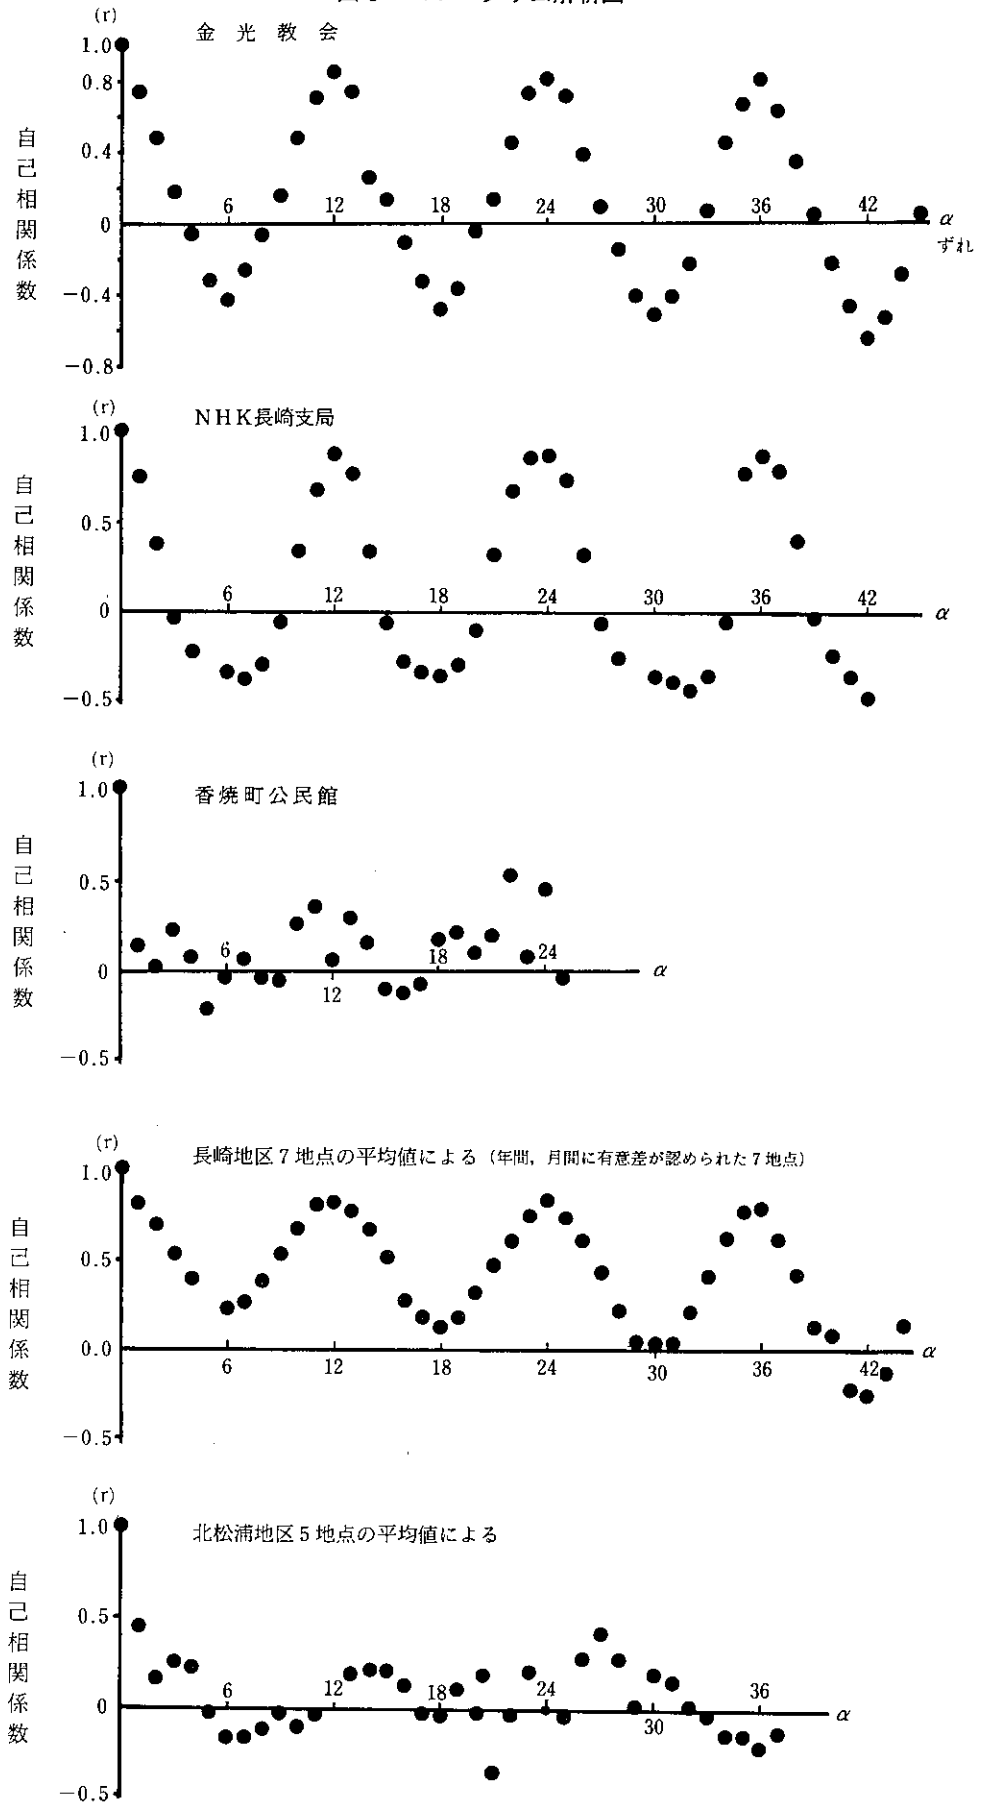 (r)
金光教会
1.0
0.8
0.4
0
−0.4
−0.8
6 12 18 24 30 36 42
α
ずれ
自己相関係数
(r)
NHK長崎支局
1.0
0.5
0
−0.5
6 12 18 24 30 36 42
α
自己相関係数
(r)
香焼町公民館
1.0
0.5
0
−0.5
6 12 18 24
α
自己相関係数
(r)
長崎地区7地点の平均値による（年間，月間に有意差が認められた7地点）
1.0
0.5
0.0
−0.5
6 12 18 24 30 36 42
α
自己相関係数
(r)
北松浦地区5地点の平均値による
1.0
0.5
0
−0.5
6 12 18 24 30 36
α
自己相関係数